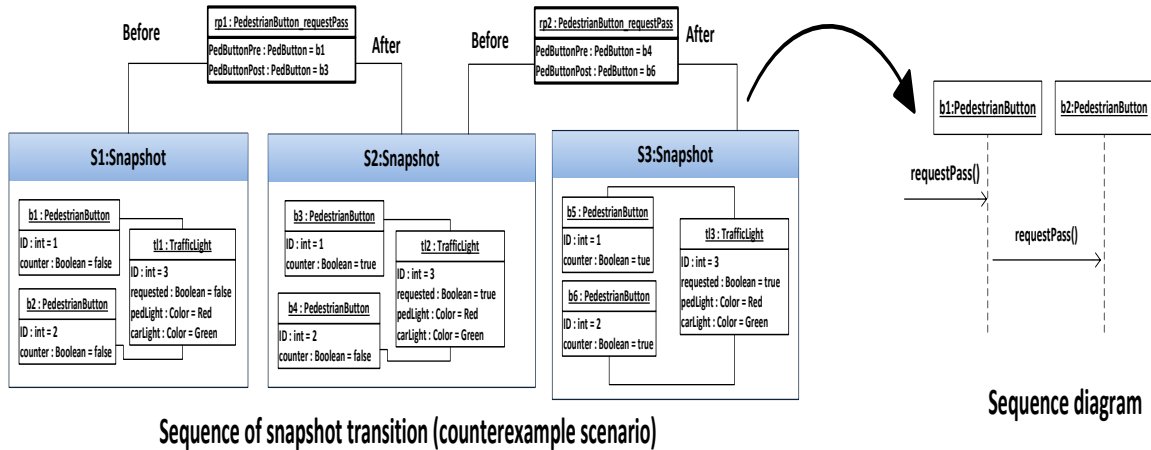 Before
rp1 : PedestrianButton_requestPass
PedButtonPre : PedButton = b1
PedButtonPost : PedButton = b3
After
Before
rp2 : PedestrianButton_requestPass
PedButtonPre : PedButton = b4
PedButtonPost : PedButton = b6
After
S1:Snapshot
b1 : PedestrianButton
ID : int = 1
counter : Boolean = false
b2 : PedestrianButton
ID : int = 2
counter : Boolean = false
tl1 : TrafficLight
ID : int = 3
requested : Boolean = false
pedLight : Color = Red
carLight : Color = Green
S2:Snapshot
b3 : PedestrianButton
ID : int = 1
counter : Boolean = true
b4 : PedestrianButton
ID : int = 2
counter : Boolean = false
tl2 : TrafficLight
ID : int = 3
requested : Boolean = true
pedLight : Color = Red
carLight : Color = Green
S3:Snapshot
b5 : PedestrianButton
ID : int = 1
counter : Boolean = tue
b6 : PedestrianButton
ID : int = 2
counter : Boolean = true
tl3 : TrafficLight
ID : int = 3
requested : Boolean = true
pedLight : Color = Red
carLight : Color = Green
Sequence of snapshot transition (counterexample scenario)
b1:PedestrianButton
b2:PedestrianButton
requestPass()
requestPass()
Sequence diagram